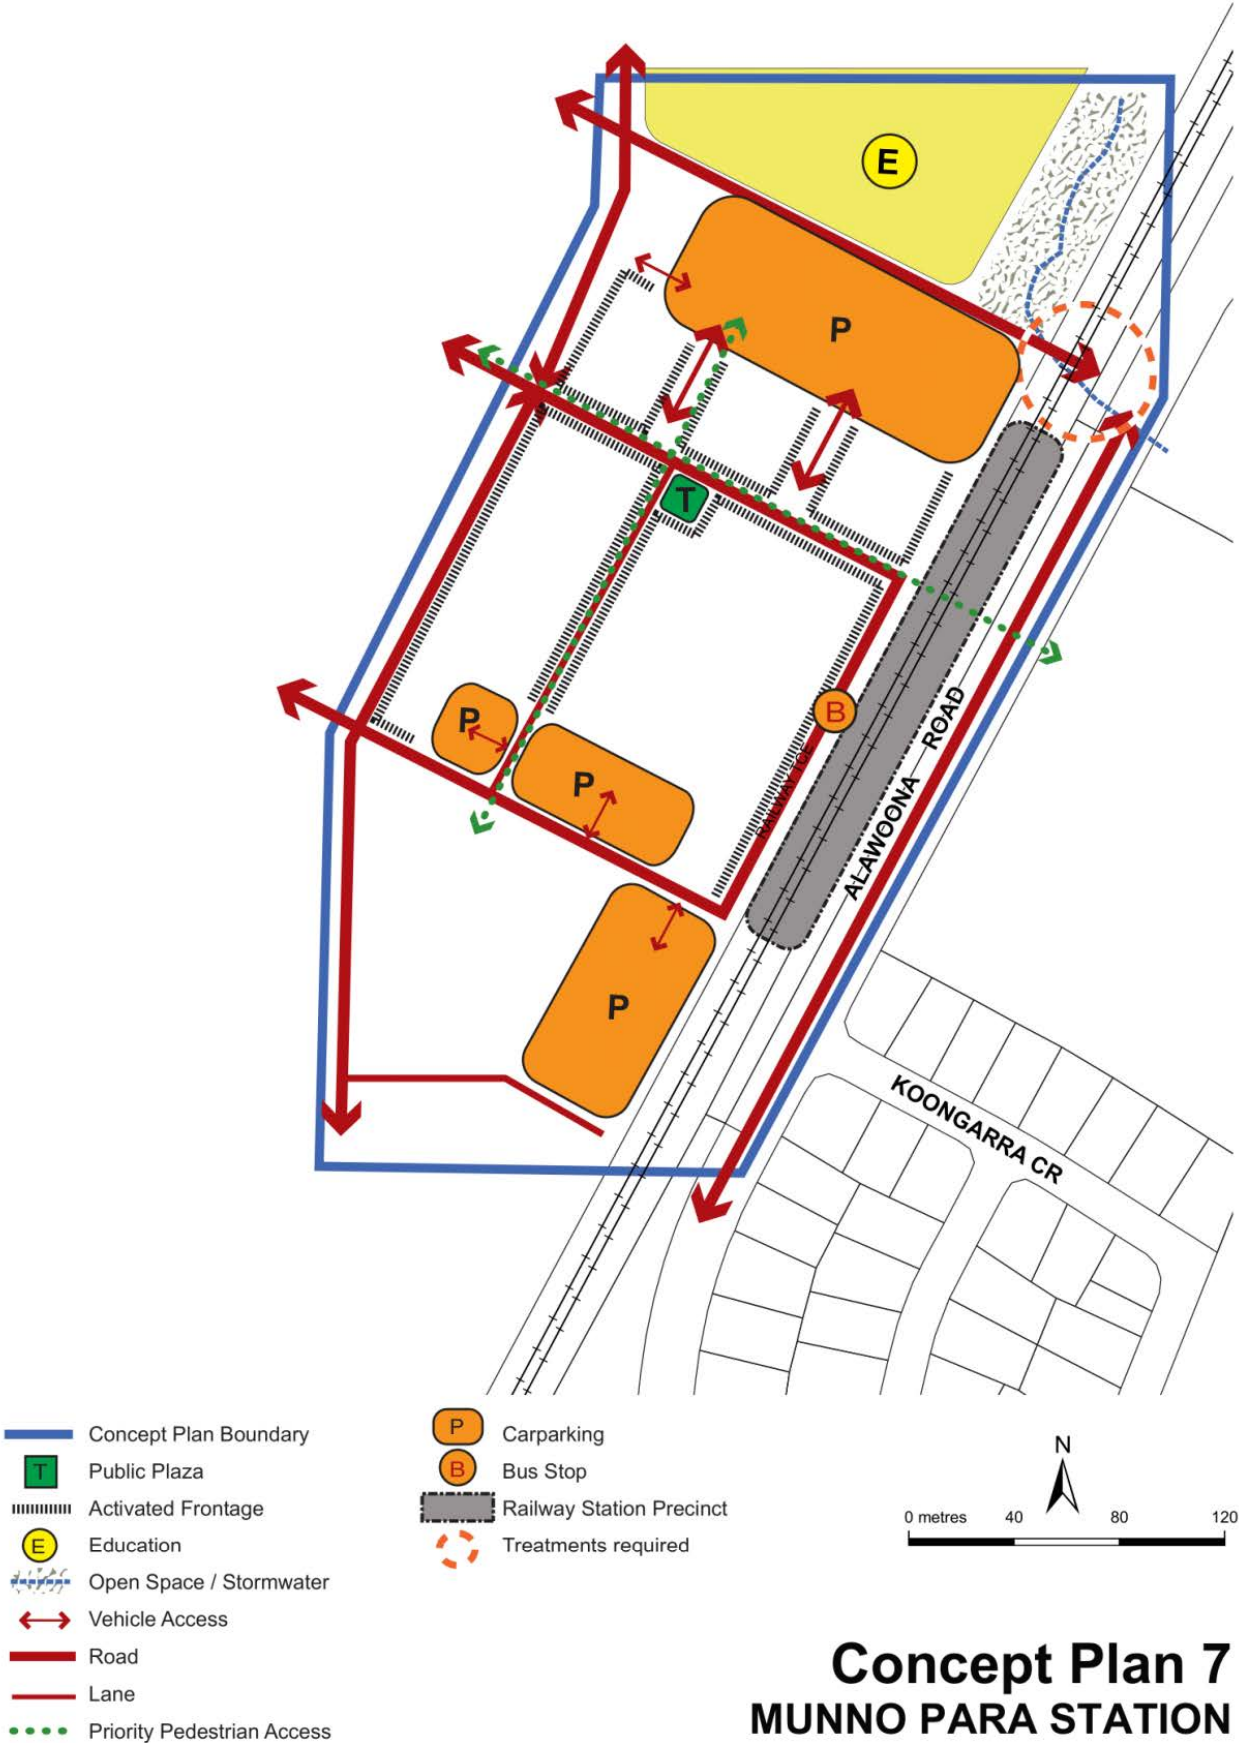 E
P
T
P
B
P
RAILWAY TCE
ALAWOONA ROAD
P
KOONGARRA CR
Concept Plan Boundary
T Public Plaza
Activated Frontage
E Education
Open Space / Stormwater
Vehicle Access
Road
Lane
Priority Pedestrian Access
P Carparking
B Bus Stop
Railway Station Precinct
Treatments required
N
0 metres 40 80 120
Concept Plan 7
MUNNO PARA STATION